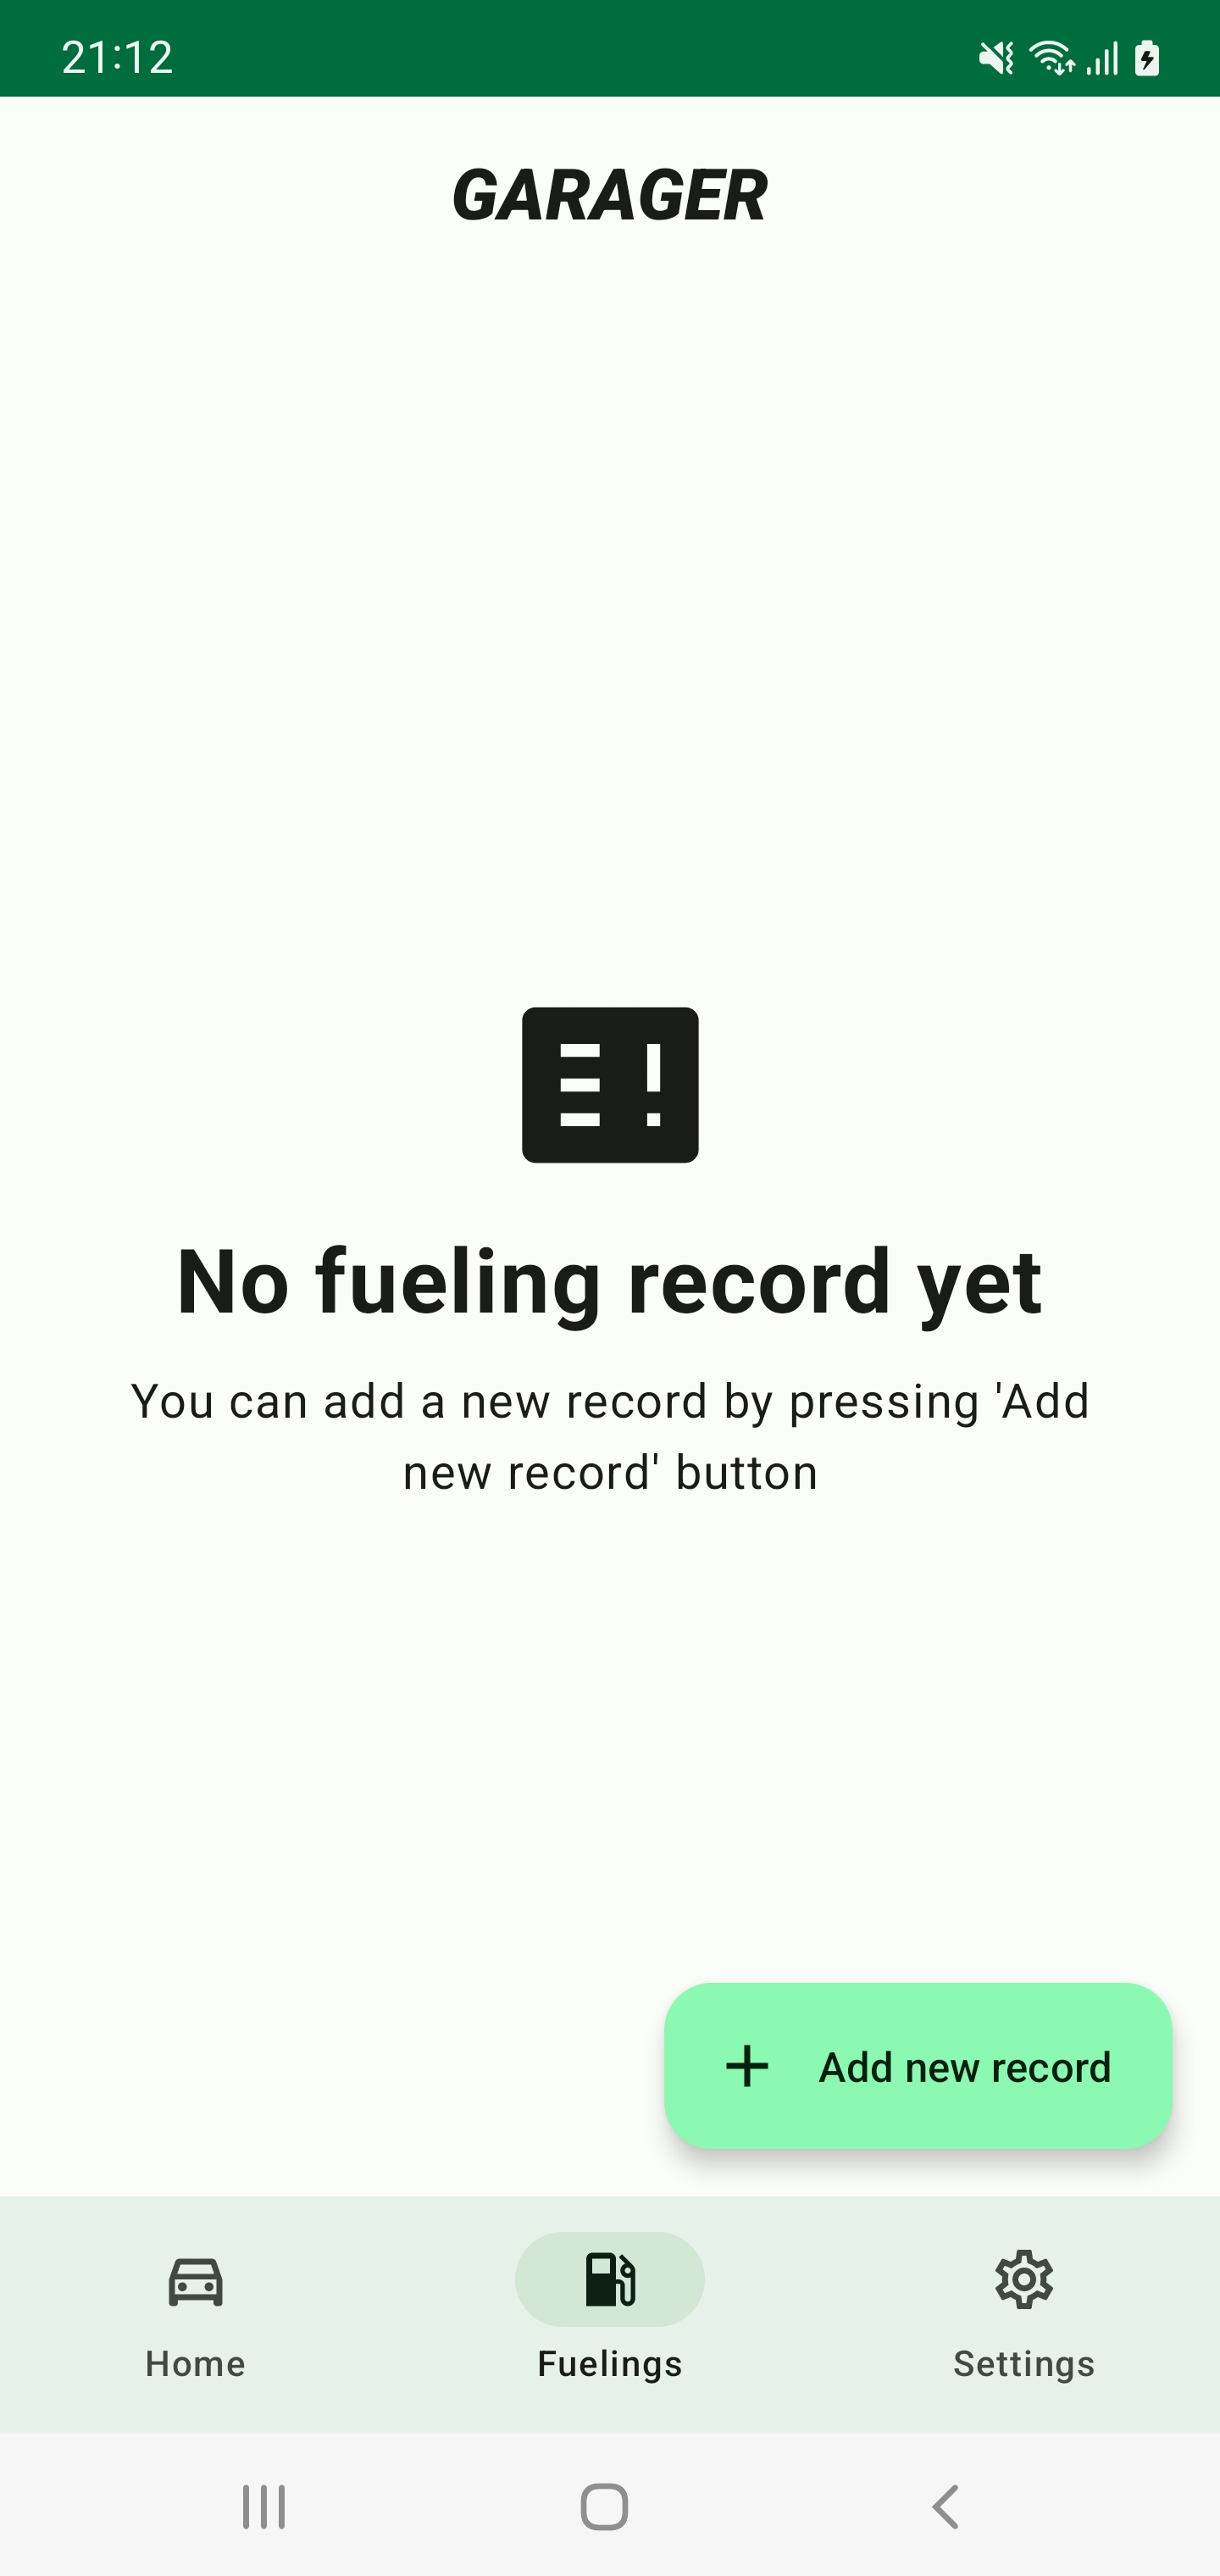 21:12
GARAGER
No fueling record yet
You can add a new record by pressing 'Add
new record' button
Add new record
Home
Fuelings
Settings